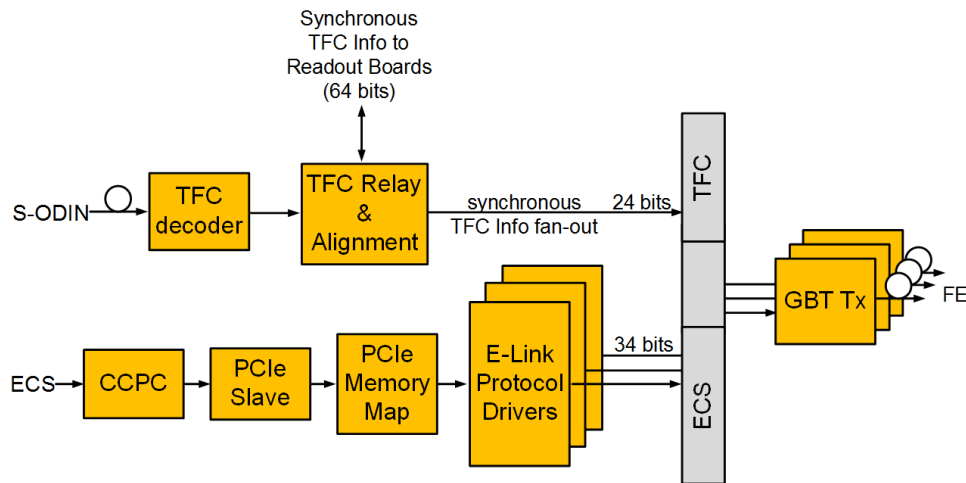 Synchronous
TFC Info to
Readout Boards
(64 bits)
S-ODIN
TFC
decoder
TFC Relay
&
Alignment
synchronous
TFC Info fan-out
24 bits
TFC
GBT Tx
FE
ECS
CCPC
PCIe
Slave
PCIe
Memory
Map
E-Link
Protocol
Drivers
34 bits
ECS